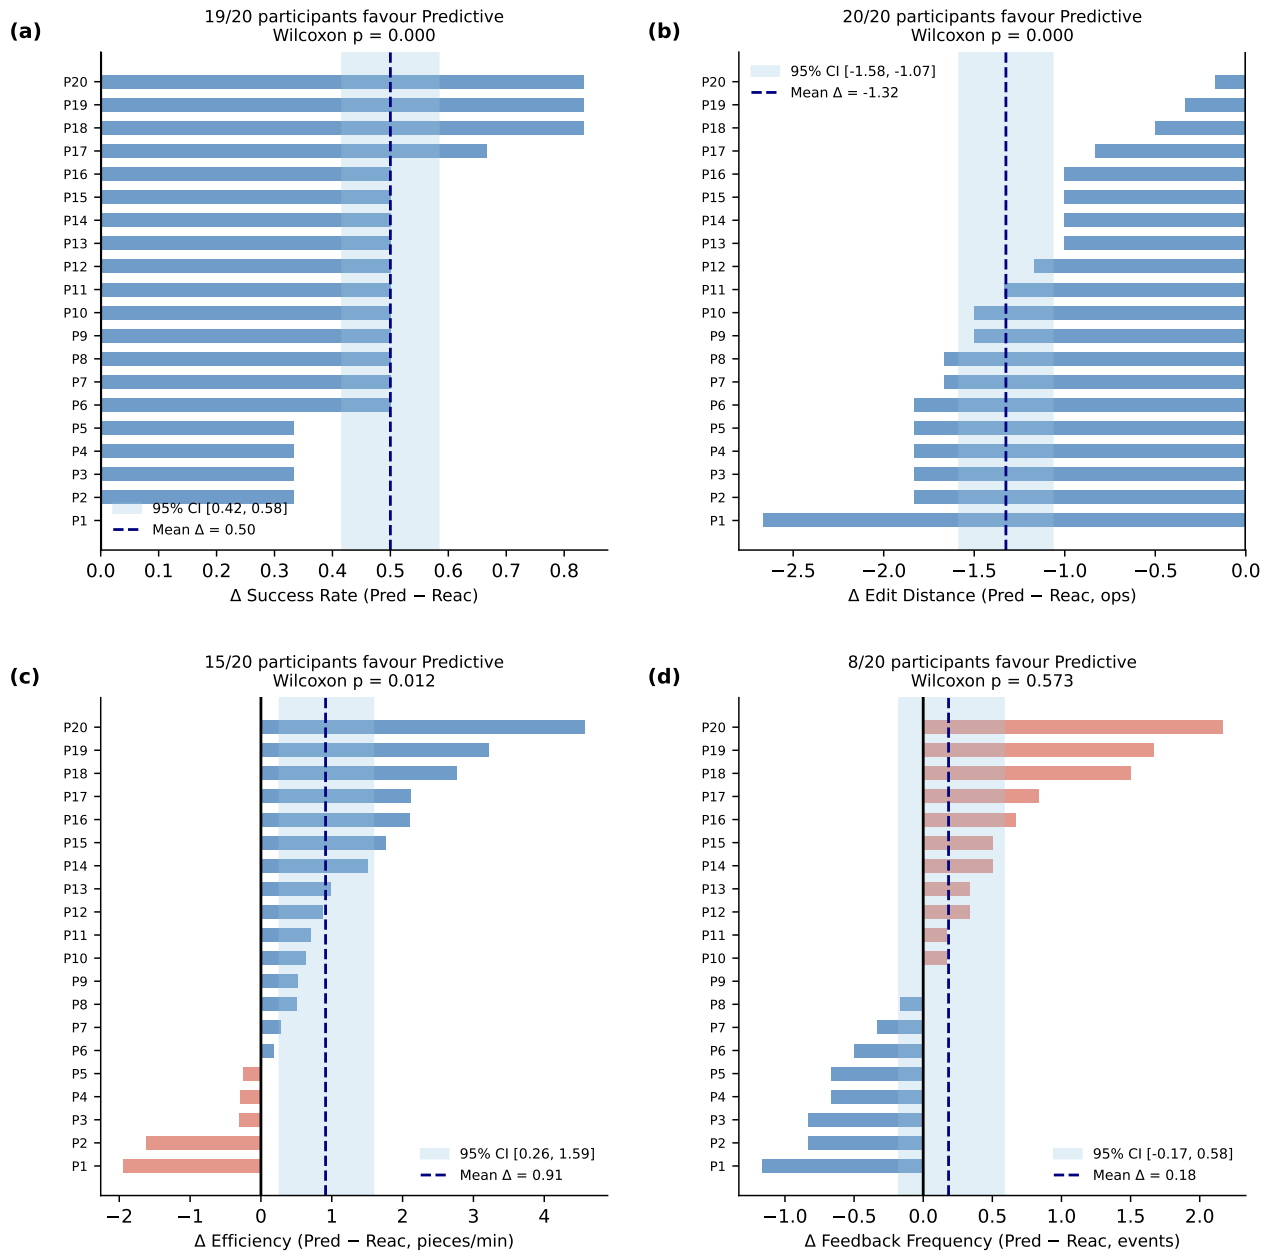 (a)
19/20 participants favour Predictive
Wilcoxon p = 0.000
P20
P19
P18
P17
P16
P15
P14
P13
P12
P11
P10
P9
P8
P7
P6
P5
P4
P3
P2
P1
95% CI [0.42, 0.58]
Mean Δ = 0.50
0.0 0.1 0.2 0.3 0.4 0.5 0.6 0.7 0.8
Δ Success Rate (Pred − Reac)
(b)
20/20 participants favour Predictive
Wilcoxon p = 0.000
95% CI [-1.58, -1.07]
Mean Δ = -1.32
P20
P19
P18
P17
P16
P15
P14
P13
P12
P11
P10
P9
P8
P7
P6
P5
P4
P3
P2
P1
−2.5 −2.0 −1.5 −1.0 −0.5 0.0
Δ Edit Distance (Pred − Reac, ops)
(c)
15/20 participants favour Predictive
Wilcoxon p = 0.012
P20
P19
P18
P17
P16
P15
P14
P13
P12
P11
P10
P9
P8
P7
P6
P5
P4
P3
P2
P1
95% CI [0.26, 1.59]
Mean Δ = 0.91
−2 −1 0 1 2 3 4
Δ Efficiency (Pred − Reac, pieces/min)
(d)
8/20 participants favour Predictive
Wilcoxon p = 0.573
P20
P19
P18
P17
P16
P15
P14
P13
P12
P11
P10
P9
P8
P7
P6
P5
P4
P3
P2
P1
95% CI [-0.17, 0.58]
Mean Δ = 0.18
−1.0 −0.5 0.0 0.5 1.0 1.5 2.0
Δ Feedback Frequency (Pred − Reac, events)